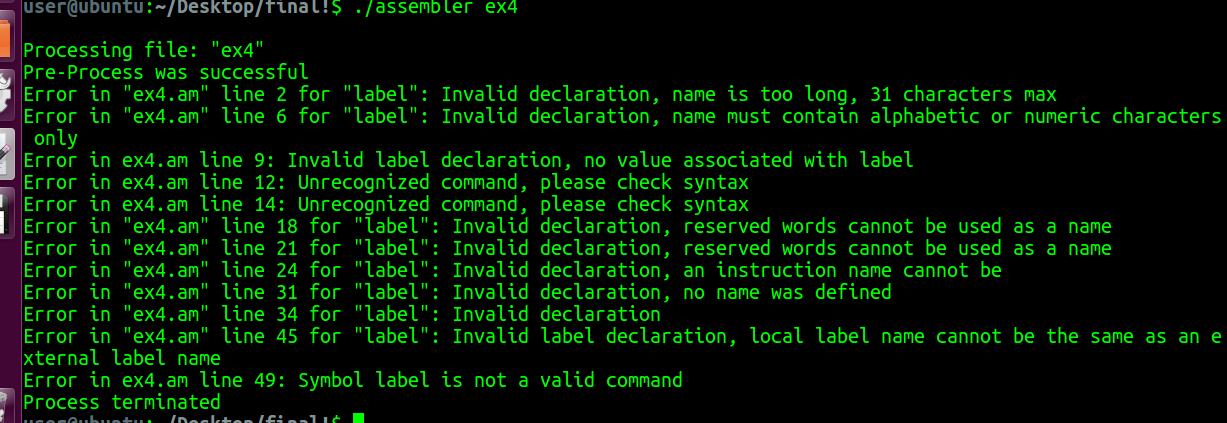 user@ubuntu:~/Desktop/final!$ ./assembler ex4
Processing file: "ex4"
Pre-Process was successful
Error in "ex4.am" line 2 for "label": Invalid declaration, name is too long, 31 characters max
Error in "ex4.am" line 6 for "label": Invalid declaration, name must contain alphabetic or numeric characters
 only
Error in ex4.am line 9: Invalid label declaration, no value associated with label
Error in ex4.am line 12: Unrecognized command, please check syntax
Error in ex4.am line 14: Unrecognized command, please check syntax
Error in "ex4.am" line 18 for "label": Invalid declaration, reserved words cannot be used as a name
Error in "ex4.am" line 21 for "label": Invalid declaration, reserved words cannot be used as a name
Error in "ex4.am" line 24 for "label": Invalid declaration, an instruction name cannot be
Error in "ex4.am" line 31 for "label": Invalid declaration, no name was defined
Error in "ex4.am" line 34 for "label": Invalid declaration
Error in "ex4.am" line 45 for "label": Invalid label declaration, local label name cannot be the same as an e
xternal label name
Error in ex4.am line 49: Symbol label is not a valid command
Process terminated
user@ubuntu:~/Desktop/final!$